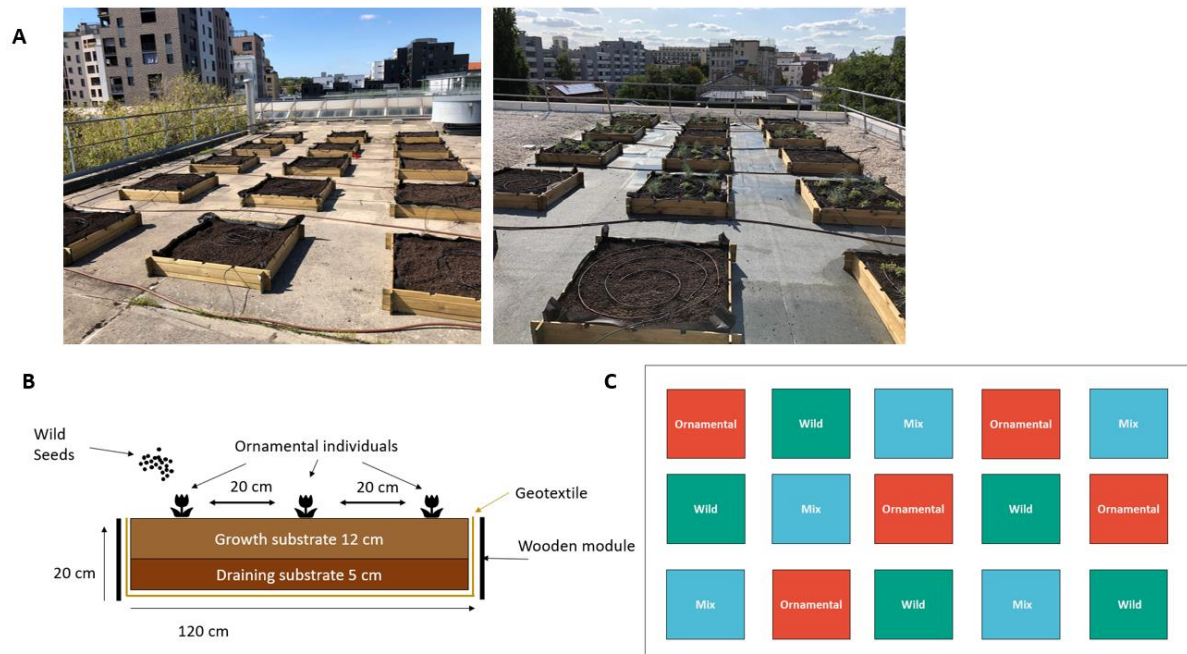 A
B
Wild
Seeds
Ornamental individuals
20 cm
20 cm
Geotextile
Growth substrate 12 cm
Wooden module
20 cm
Draining substrate 5 cm
120 cm
C
Ornamental
Wild
Mix
Ornamental
Mix
Wild
Mix
Ornamental
Wild
Ornamental
Mix
Ornamental
Wild
Mix
Wild